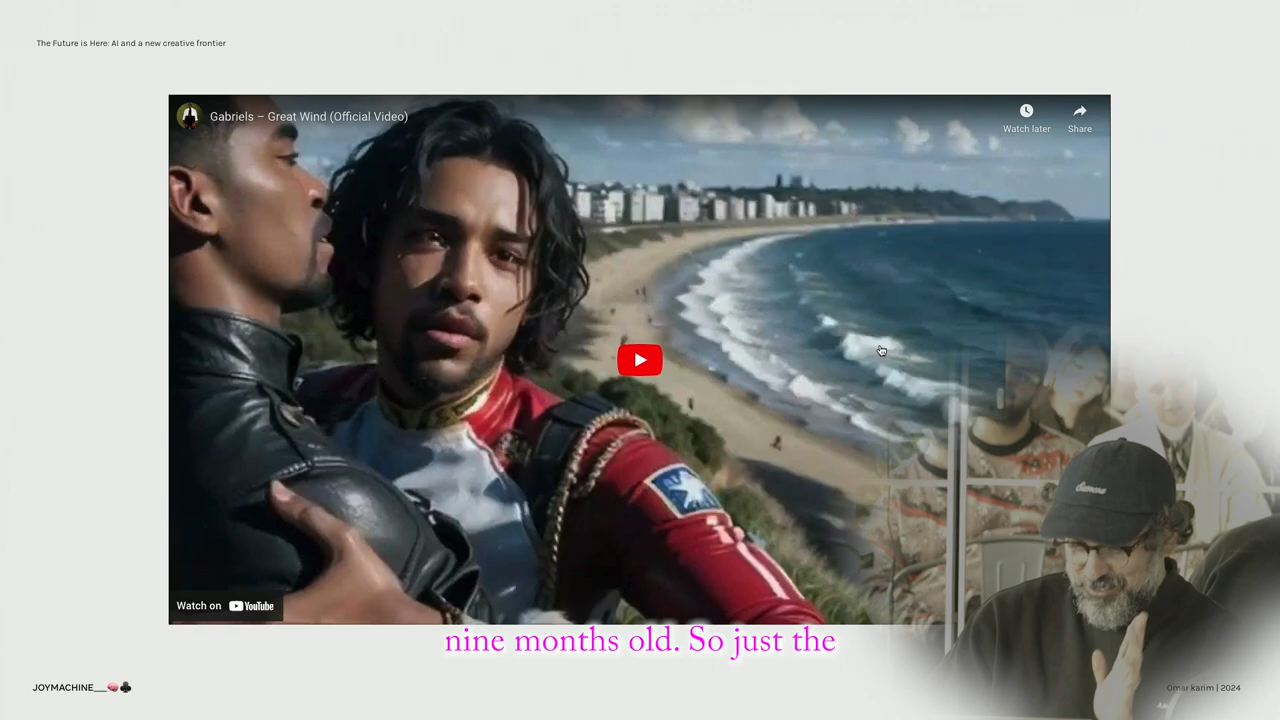 The Future is Here: AI and a new creative frontier
Gabriels – Great Wind (Official Video)
Watch later
Share
Watch on YouTube
nine months old. So just the
JOYMACHINE__🧠♣️
Omar karim | 2024